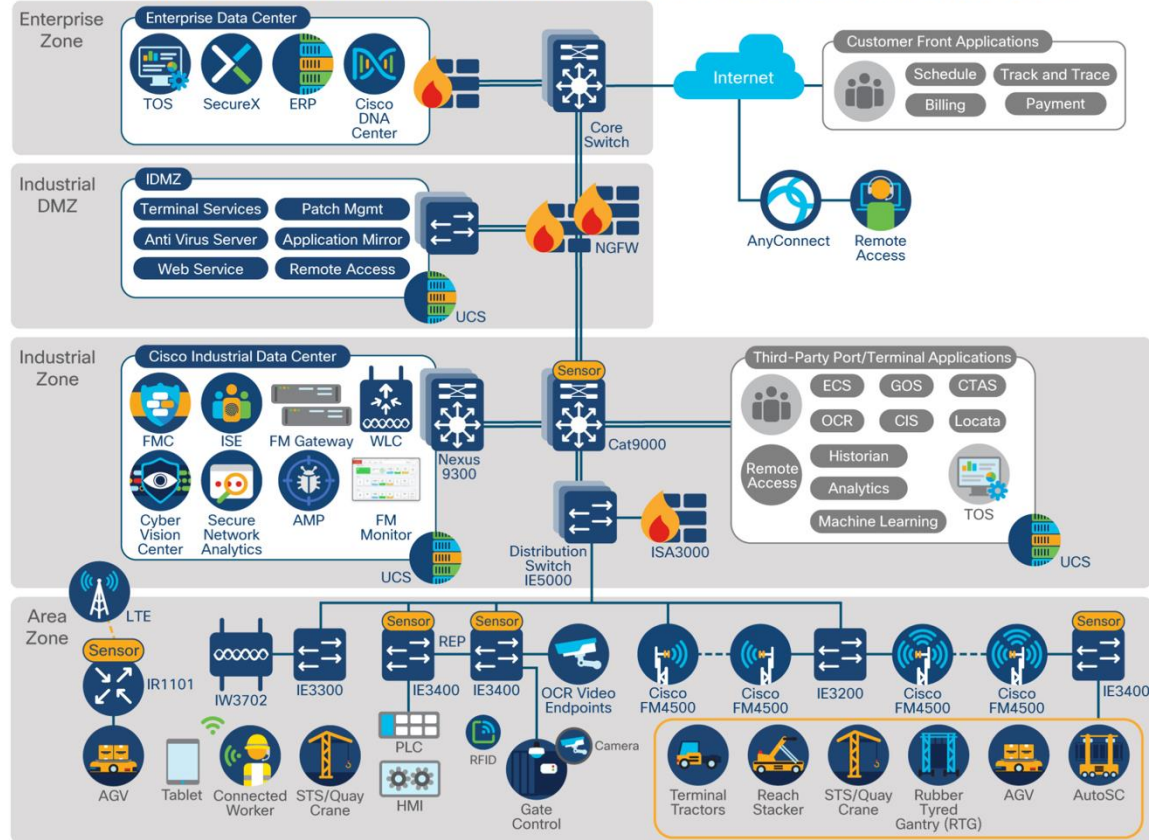 Enterprise
Zone
Enterprise Data Center
TOS
SecureX
ERP
Cisco
DNA
Center
Core
Switch
Internet
Customer Front Applications
Schedule
Track and Trace
Billing
Payment
AnyConnect
Remote
Access
Industrial
DMZ
IDMZ
Terminal Services
Patch Mgmt
Anti Virus Server
Application Mirror
Web Service
Remote Access
UCS
NGFW
Industrial
Zone
Cisco Industrial Data Center
FMC
ISE
FM Gateway
WLC
Cyber
Vision
Center
Secure
Network
Analytics
AMP
FM
Monitor
UCS
Nexus
9300
Sensor
Cat9000
Distribution
Switch
IE5000
ISA3000
Third-Party Port/Terminal Applications
ECS
GOS
CTAS
OCR
CIS
Locata
Remote
Access
Historian
Analytics
Machine Learning
TOS
UCS
Area
Zone
LTE
Sensor
IR1101
AGV
IW3702
IE3300
Sensor
IE3400
REP
Sensor
IE3400
OCR Video
Endpoints
Cisco
FM4500
Cisco
FM4500
IE3200
Cisco
FM4500
Cisco
FM4500
Sensor
IE3400
Tablet
Connected
Worker
STS/Quay
Crane
PLC
HMI
RFID
Camera
Gate
Control
Terminal
Tractors
Reach
Stacker
STS/Quay
Crane
Rubber
Tyred
Gantry (RTG)
AGV
AutoSC